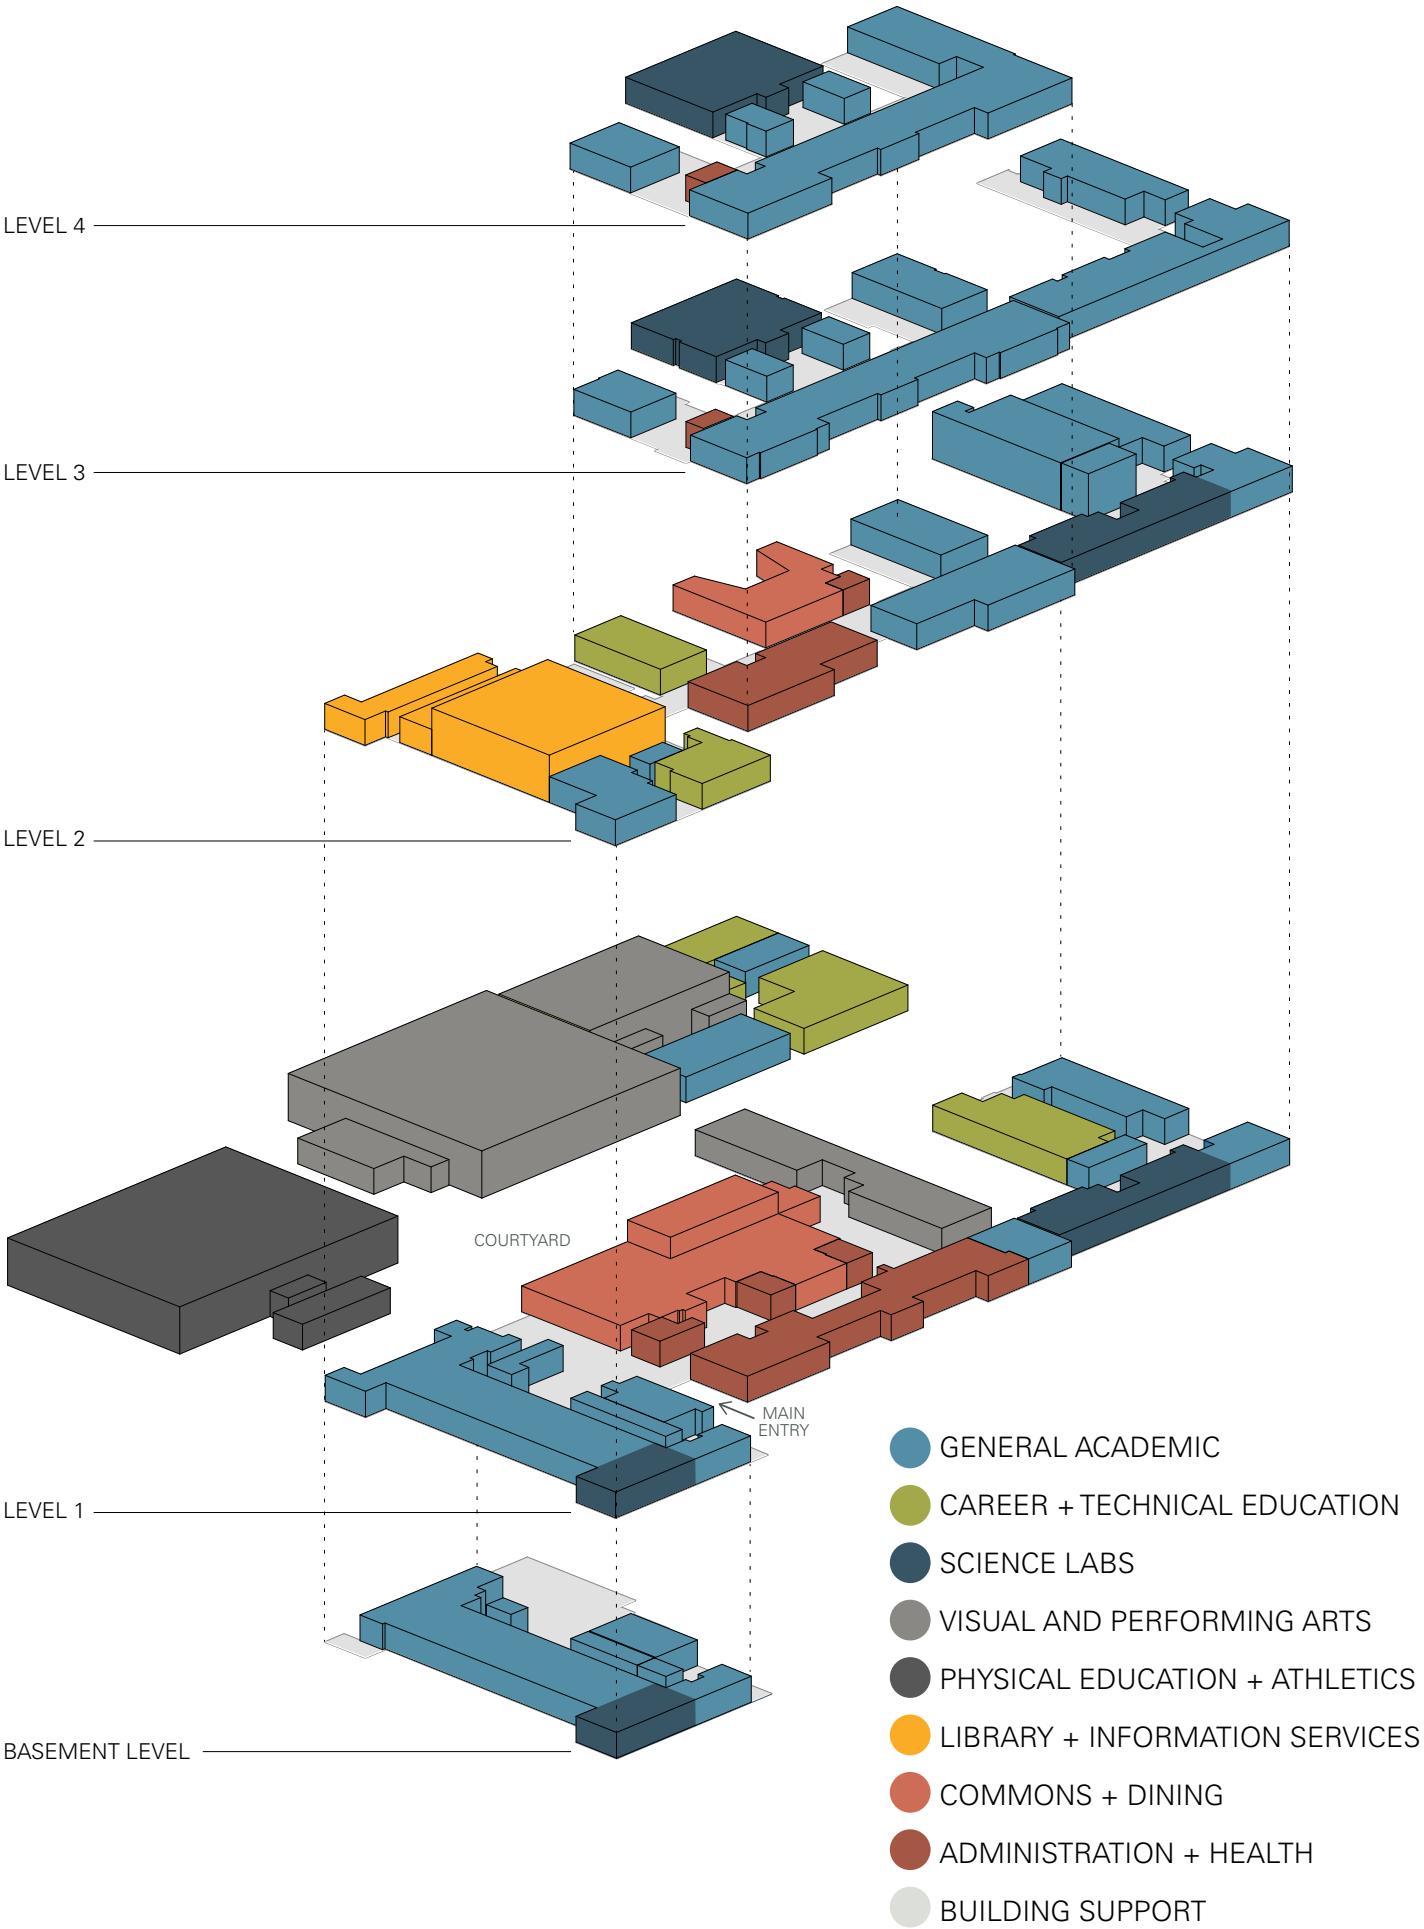 LEVEL 4
LEVEL 3
LEVEL 2
COURTYARD
MAIN
ENTRY
LEVEL 1
BASEMENT LEVEL
GENERAL ACADEMIC
CAREER + TECHNICAL EDUCATION
SCIENCE LABS
VISUAL AND PERFORMING ARTS
PHYSICAL EDUCATION + ATHLETICS
LIBRARY + INFORMATION SERVICES
COMMONS + DINING
ADMINISTRATION + HEALTH
BUILDING SUPPORT